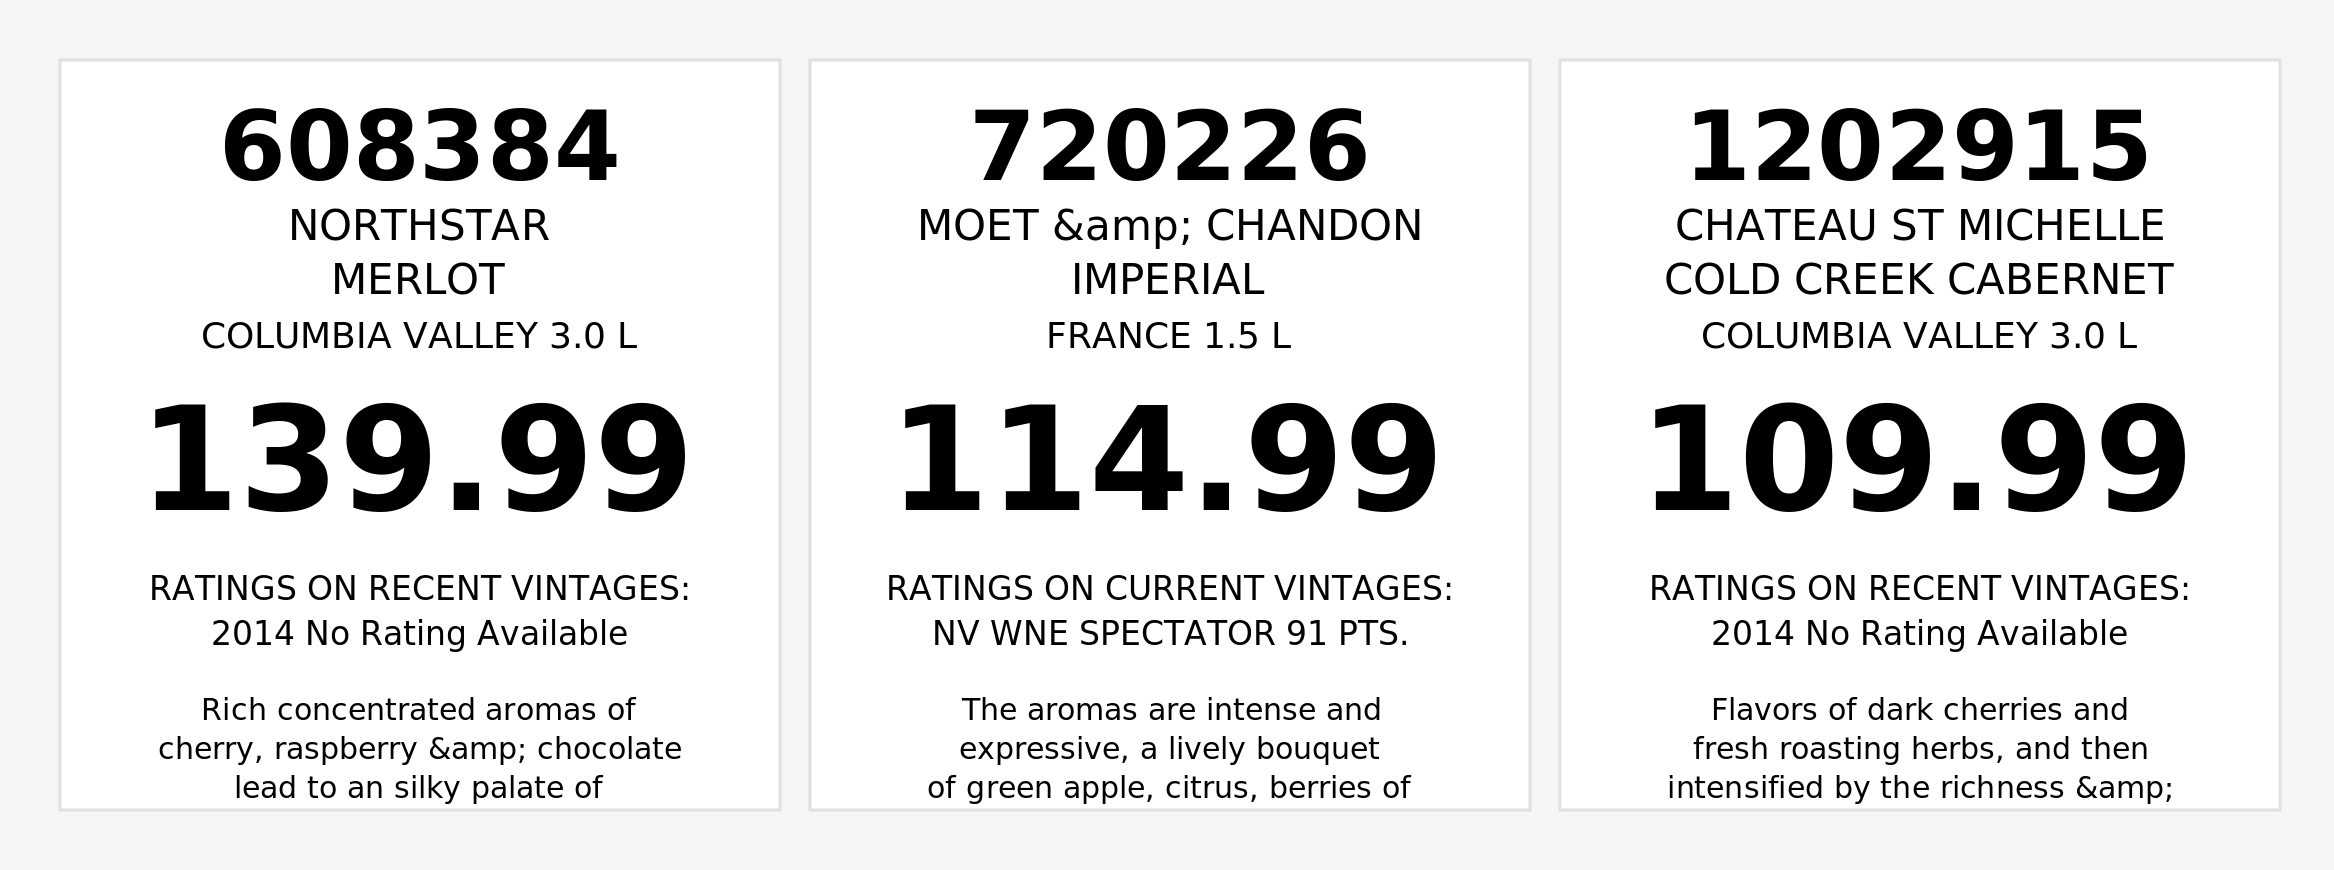 608384
NORTHSTAR
MERLOT
COLUMBIA VALLEY 3.0 L
139.99
RATINGS ON RECENT VINTAGES:
2014 No Rating Available
Rich concentrated aromas of
cherry, raspberry &amp; chocolate
lead to an silky palate of
720226
MOET &amp; CHANDON
IMPERIAL
FRANCE 1.5 L
114.99
RATINGS ON CURRENT VINTAGES:
NV WNE SPECTATOR 91 PTS.
The aromas are intense and
expressive, a lively bouquet
of green apple, citrus, berries of
1202915
CHATEAU ST MICHELLE
COLD CREEK CABERNET
COLUMBIA VALLEY 3.0 L
109.99
RATINGS ON RECENT VINTAGES:
2014 No Rating Available
Flavors of dark cherries and
fresh roasting herbs, and then
intensified by the richness &amp;